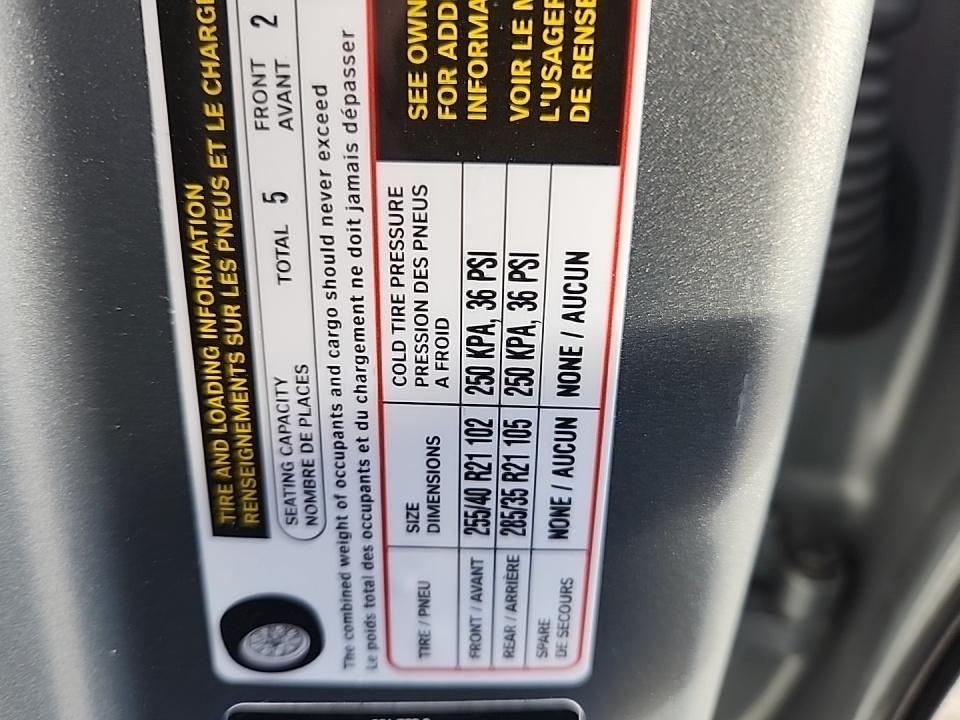 TIRE AND LOADING INFORMATION
RENSEIGNEMENTS SUR LES PNEUS ET LE CHARGE
SEATING CAPACITY
NOMBRE DE PLACES
TOTAL 5
FRONT
AVANT 2
The combined weight of occupants and cargo should never exceed
Le poids total des occupants et du chargement ne doit jamais dépasser
TIRE / PNEU
SIZE
DIMENSIONS
COLD TIRE PRESSURE
PRESSION DES PNEUS
A FROID
FRONT / AVANT 255/40 R21 102 250 KPA, 36 PSI
REAR / ARRIÈRE 285/35 R21 105 250 KPA, 36 PSI
SPARE
DE SECOURS NONE / AUCUN NONE / AUCUN
SEE OWN
FOR ADD
INFORMA
VOIR LE
L'USAGER
DE RENSE